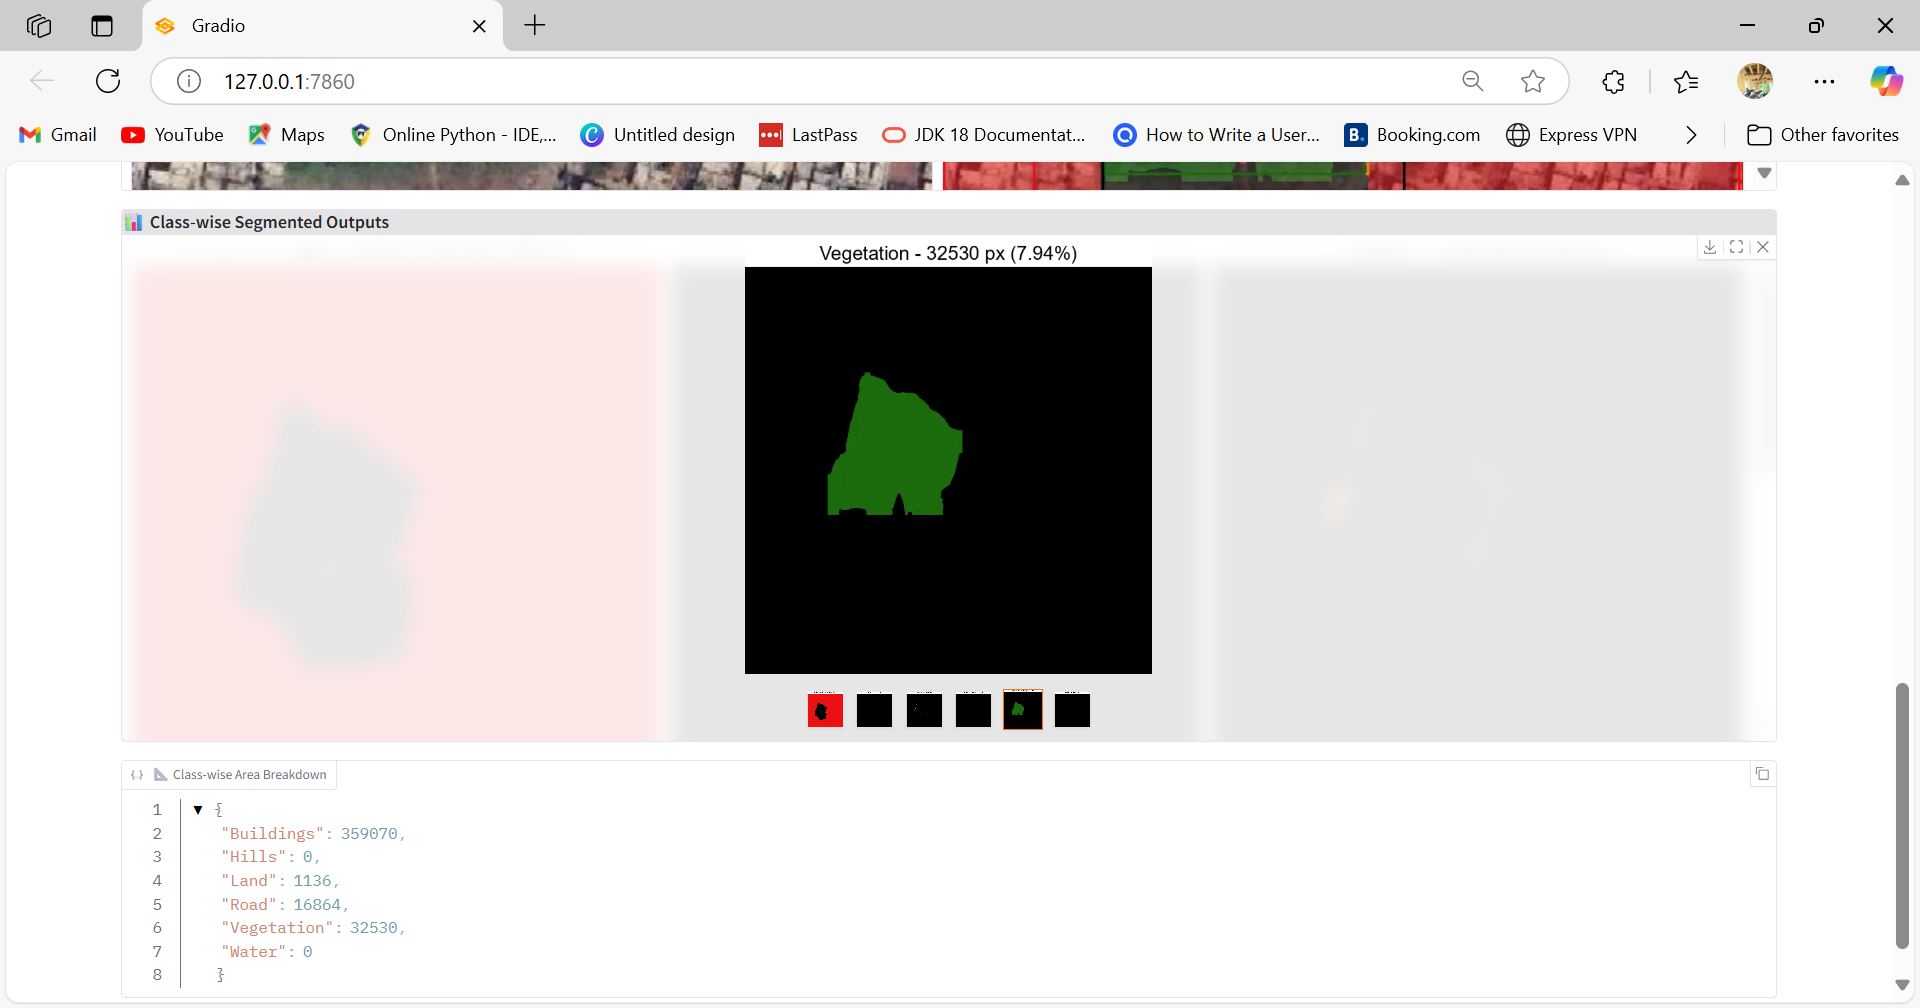 Gradio
127.0.0.1:7860
Gmail
YouTube
Maps
Online Python - IDE,...
Untitled design
LastPass
JDK 18 Documentat...
How to Write a User...
Booking.com
Express VPN
Other favorites
Class-wise Segmented Outputs
Vegetation - 32530 px (7.94%)
Class-wise Area Breakdown
1 {
2 "Buildings": 359070,
3 "Hills": 0,
4 "Land": 1136,
5 "Road": 16864,
6 "Vegetation": 32530,
7 "Water": 0
8 }